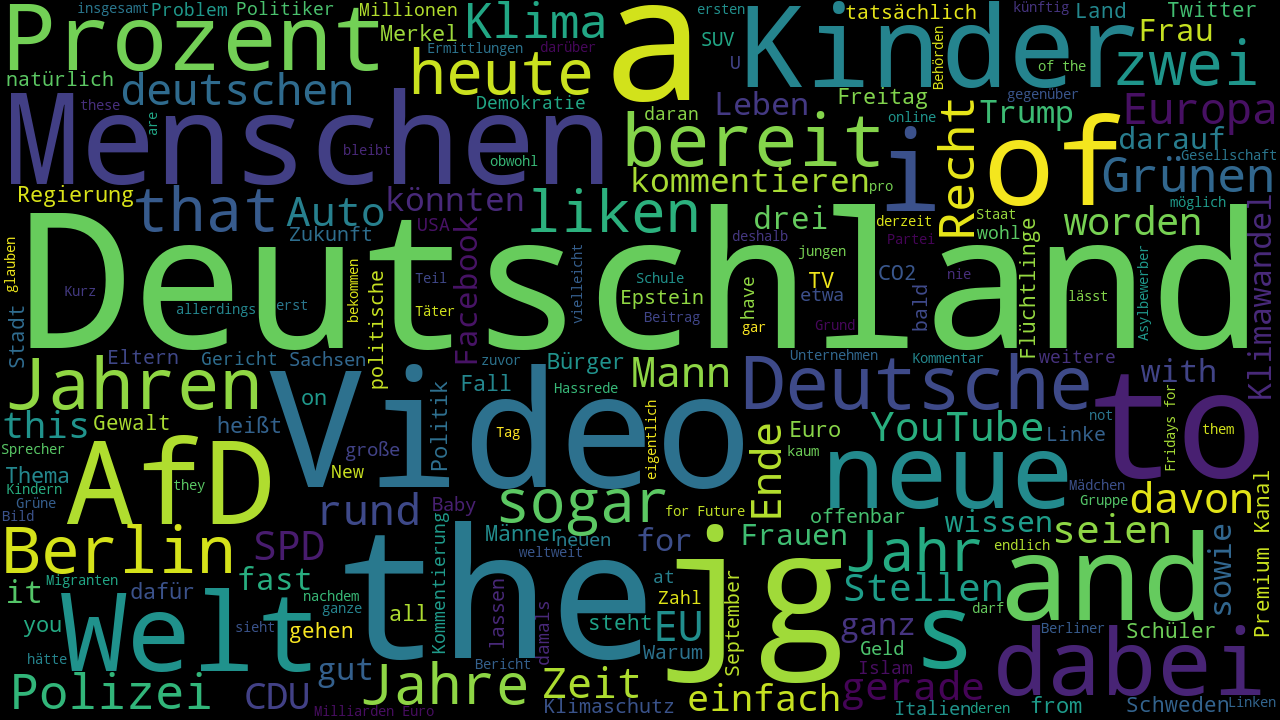 insgesamt Problem Politiker Millionen Klima a ersten Kinder tatsächlich künftig Land Twitter
Prozent Merkel SUV Frau
Ermittlungen darüber heute U Behörden of the zwei
natürlich deutschen Demokratie Leben Freitag gegenüber
Menschen these are daran bereit online Recht Trump Europa
bleibt obwohl i of darauf Gesellschaft
kommentieren pro Grünen
Regierung that Auto könnten liken drei derzeit Staat möglich
Zukunft USA Facebook deshalb jungen Partei wohl worden Klimawandel
glauben Deutschland
Kurz bekommen politische Teil vielleicht Schule TV CO2 nie Flüchtlinge Asylbewerber
allerdings erst Täter Epstein have etwa bald lässt
Stadt Beitrag gar Grund
Eltern Gericht Sachsen zuvor Bürger Unternehmen Kommentar weitere
Jahren Video Fall Mann Deutsche with to
on Politik Hassrede
this Gewalt heißt Tag eigentlich Ende Euro YouTube Linke not Fridays for them
Sprecher große kaum
AfD New neue
Thema they Mädchen
Kindern Baby sogar Gruppe davon Premium Kanal
Grüne rund for Future
Bild Kommentierung offenbar wissen seien sowie
Berlin SPD the Männer neuen for Frauen Jahr endlich
weltweit jg
it Migranten dafür fast at September Stellen and
nachdem lassen Zahl
Welt ganze all damals s darf
you sieht gehen steht EU ganz Berliner Schüler
hätte Warum Geld dabei
gut Bericht Islam
Polizei CDU Jahre Zeit einfach gerade
Milliarden Euro Klimaschutz Italien deren from Schweden Linken